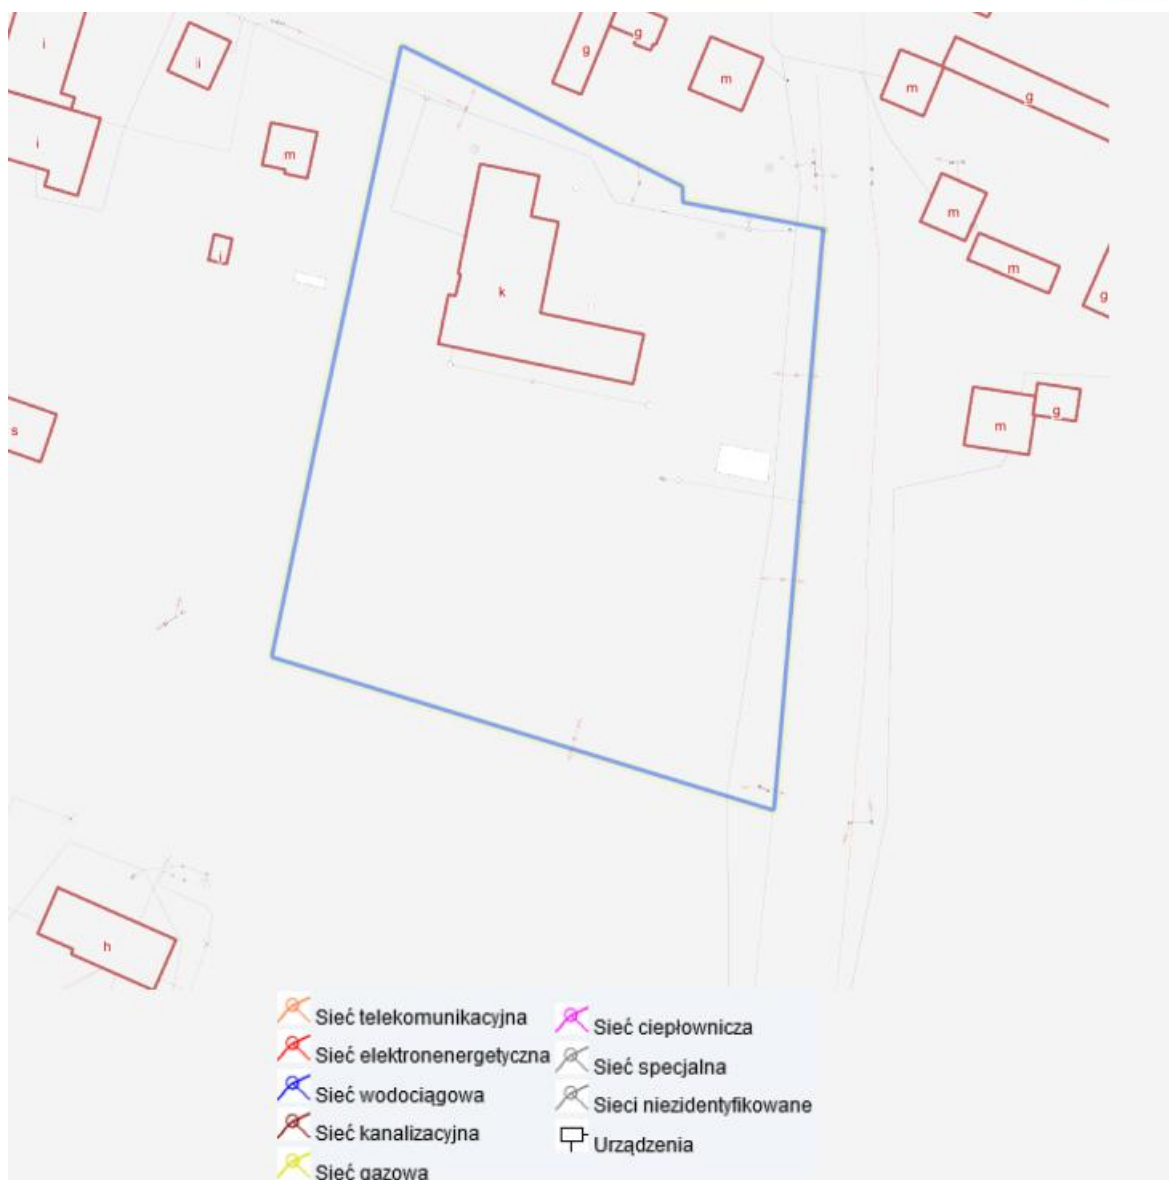 i
g
g
i
m
m
g
i
m
m
i
m
g
k
m
g
s
h
Sieć telekomunikacyjna
Sieć elektronenergetyczna
Sieć wodociągowa
Sieć kanalizacyjna
Sieć gazowa
Sieć ciepłownicza
Sieć specjalna
Sieci niezidentyfikowane
Urządzenia